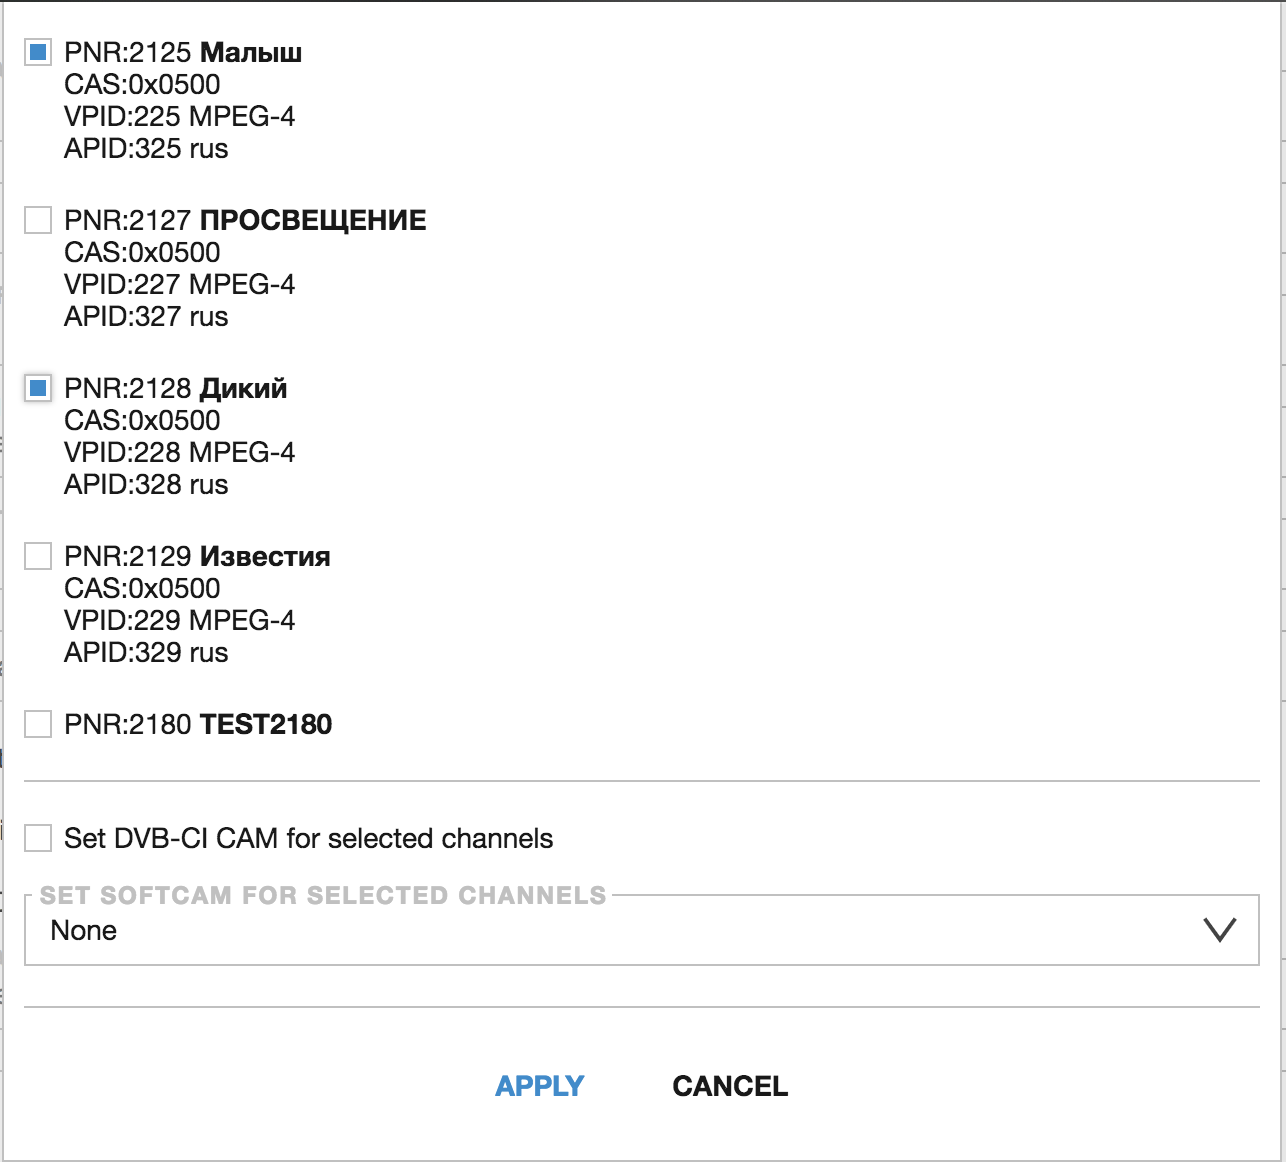 PNR:2125 Малыш
CAS:0x0500
VPID:225 MPEG-4
APID:325 rus
PNR:2127 ПРОСВЕЩЕНИЕ
CAS:0x0500
VPID:227 MPEG-4
APID:327 rus
PNR:2128 Дикий
CAS:0x0500
VPID:228 MPEG-4
APID:328 rus
PNR:2129 Известия
CAS:0x0500
VPID:229 MPEG-4
APID:329 rus
PNR:2180 TEST2180
Set DVB-CI CAM for selected channels
SET SOFTCAM FOR SELECTED CHANNELS
None
APPLY CANCEL